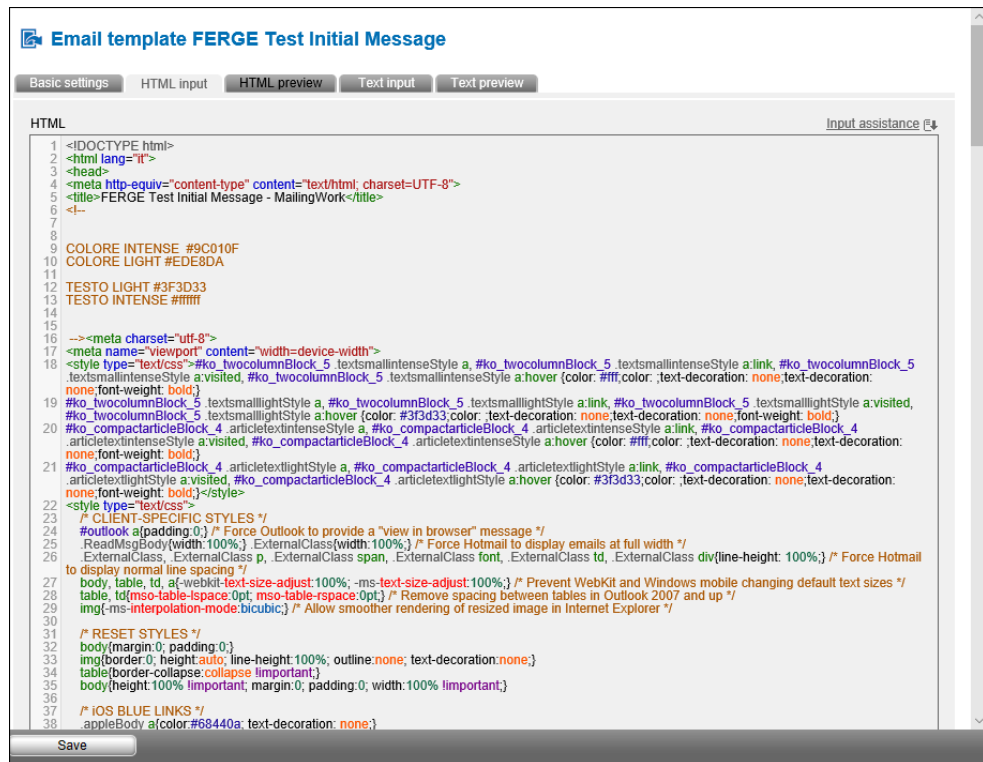 Email template FERGE Test Initial Message
Basic settings HTML input HTML preview Text input Text preview
HTML Input assistance
1 <!DOCTYPE html>
2 <html lang="it">
3 <head>
4 <meta http-equiv="content-type" content="text/html; charset=UTF-8">
5 <title>FERGE Test Initial Message - MailingWork</title>
6 <!--
7
8
9 COLORE INTENSE  #9C010F
10 COLORE LIGHT #EDE8DA
11
12 TESTO LIGHT #3F3D33
13 TESTO INTENSE #ffffff
14
15
16 --><meta charset="utf-8">
17 <meta name="viewport" content="width=device-width">
18 <style type="text/css">#ko_twocolumnBlock_5 .textsmallintenseStyle a, #ko_twocolumnBlock_5 .textsmallintenseStyle a:link, #ko_twocolumnBlock_5
.textsmallintenseStyle a:visited, #ko_twocolumnBlock_5 .textsmallintenseStyle a:hover {color: #fff;color: ;text-decoration: none;text-decoration:
none;font-weight: bold;}
19 #ko_twocolumnBlock_5 .textsmalllightStyle a, #ko_twocolumnBlock_5 .textsmalllightStyle a:link, #ko_twocolumnBlock_5 .textsmalllightStyle a:visited,
#ko_twocolumnBlock_5 .textsmalllightStyle a:hover {color: #3f3d33;color: ;text-decoration: none;text-decoration: none;font-weight: bold;}
20 #ko_compactarticleBlock_4 .articletextintenseStyle a, #ko_compactarticleBlock_4 .articletextintenseStyle a:link, #ko_compactarticleBlock_4
.articletextintenseStyle a:visited, #ko_compactarticleBlock_4 .articletextintenseStyle a:hover {color: #fff;color: ;text-decoration: none;text-decoration:
none;font-weight: bold;}
21 #ko_compactarticleBlock_4 .articletextlightStyle a, #ko_compactarticleBlock_4 .articletextlightStyle a:link, #ko_compactarticleBlock_4
.articletextlightStyle a:visited, #ko_compactarticleBlock_4 .articletextlightStyle a:hover {color: #3f3d33;color: ;text-decoration: none;text-decoration:
none;font-weight: bold;}</style>
22 <style type="text/css">
23 /* CLIENT-SPECIFIC STYLES */
24 #outlook a{padding:0;} /* Force Outlook to provide a "view in browser" message */
25 .ReadMsgBody{width:100%;} .ExternalClass{width:100%;} /* Force Hotmail to display emails at full width */
26 .ExternalClass, .ExternalClass p, .ExternalClass span, .ExternalClass font, .ExternalClass td, .ExternalClass div{line-height: 100%;} /* Force Hotmail
to display normal line spacing */
27 body, table, td, a{-webkit-text-size-adjust:100%; -ms-text-size-adjust:100%;} /* Prevent WebKit and Windows mobile changing default text sizes */
28 table, td{mso-table-lspace:0pt; mso-table-rspace:0pt;} /* Remove spacing between tables in Outlook 2007 and up */
29 img{-ms-interpolation-mode:bicubic;} /* Allow smoother rendering of resized image in Internet Explorer */
30
31 /* RESET STYLES */
32 body{margin:0; padding:0;}
33 img{border:0; height:auto; line-height:100%; outline:none; text-decoration:none;}
34 table{border-collapse:collapse !important;}
35 body{height:100% !important; margin:0; padding:0; width:100% !important;}
36
37 /* iOS BLUE LINKS */
38 .appleBody a{color:#68440a; text-decoration: none;}
Save